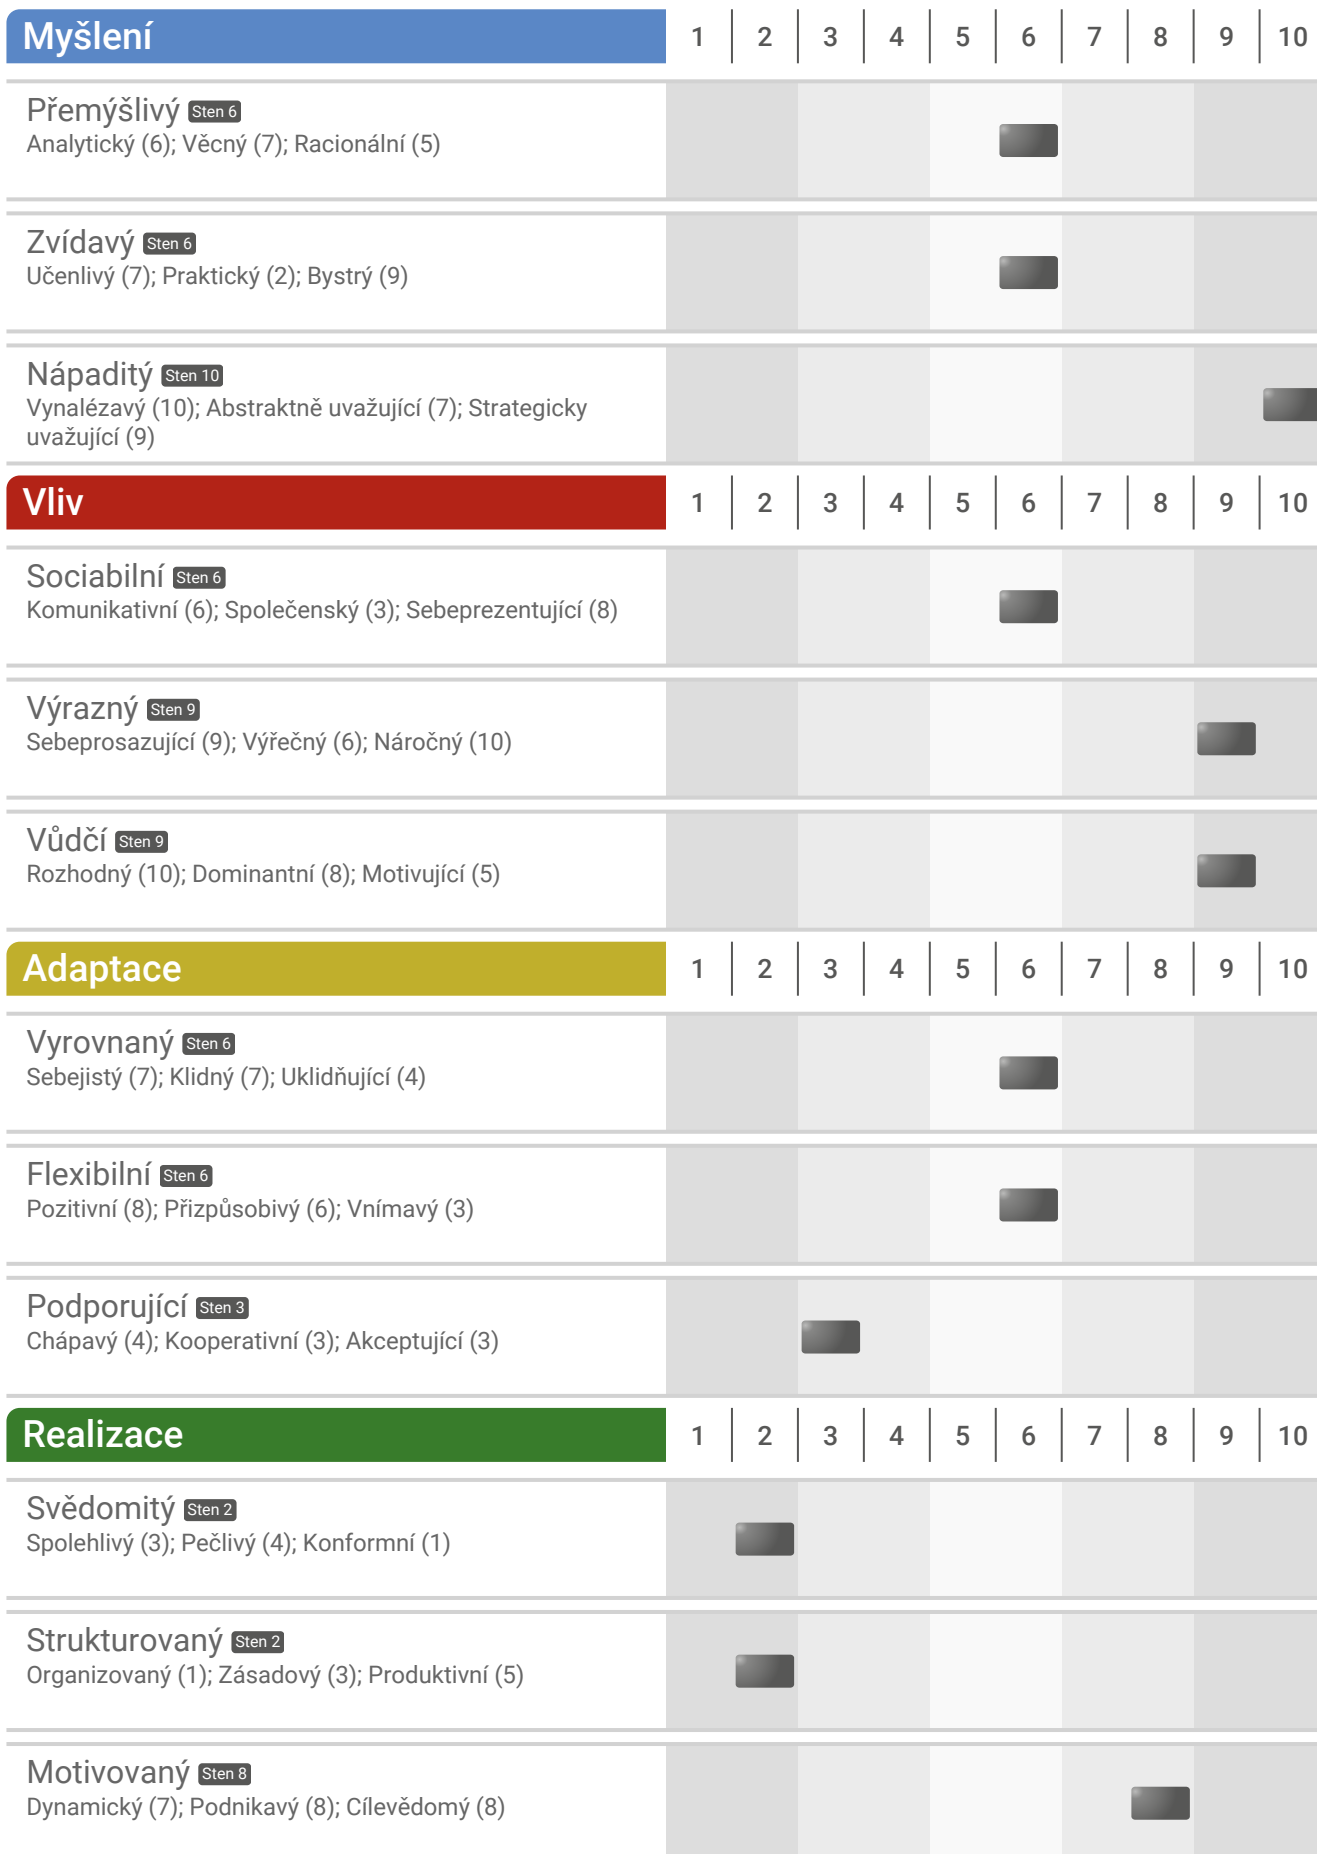 Myšlení 1 2 3 4 5 6 7 8 9 10
Přemýšlivý Sten 6
Analytický (6); Věcný (7); Racionální (5)
Zvídavý Sten 6
Učenlivý (7); Praktický (2); Bystrý (9)
Nápaditý Sten 10
Vynalézavý (10); Abstraktně uvažující (7); Strategicky
uvažující (9)
Vliv 1 2 3 4 5 6 7 8 9 10
Sociabilní Sten 6
Komunikativní (6); Společenský (3); Sebeprezentující (8)
Výrazný Sten 9
Sebeprosazující (9); Výřečný (6); Náročný (10)
Vůdčí Sten 9
Rozhodný (10); Dominantní (8); Motivující (5)
Adaptace 1 2 3 4 5 6 7 8 9 10
Vyrovnaný Sten 6
Sebejistý (7); Klidný (7); Uklidňující (4)
Flexibilní Sten 6
Pozitivní (8); Přizpůsobivý (6); Vnímavý (3)
Podporující Sten 3
Chápavý (4); Kooperativní (3); Akceptující (3)
Realizace 1 2 3 4 5 6 7 8 9 10
Svědomitý Sten 2
Spolehlivý (3); Pečlivý (4); Konformní (1)
Strukturovaný Sten 2
Organizovaný (1); Zásadový (3); Produktivní (5)
Motivovaný Sten 8
Dynamický (7); Podnikavý (8); Cílevědomý (8)